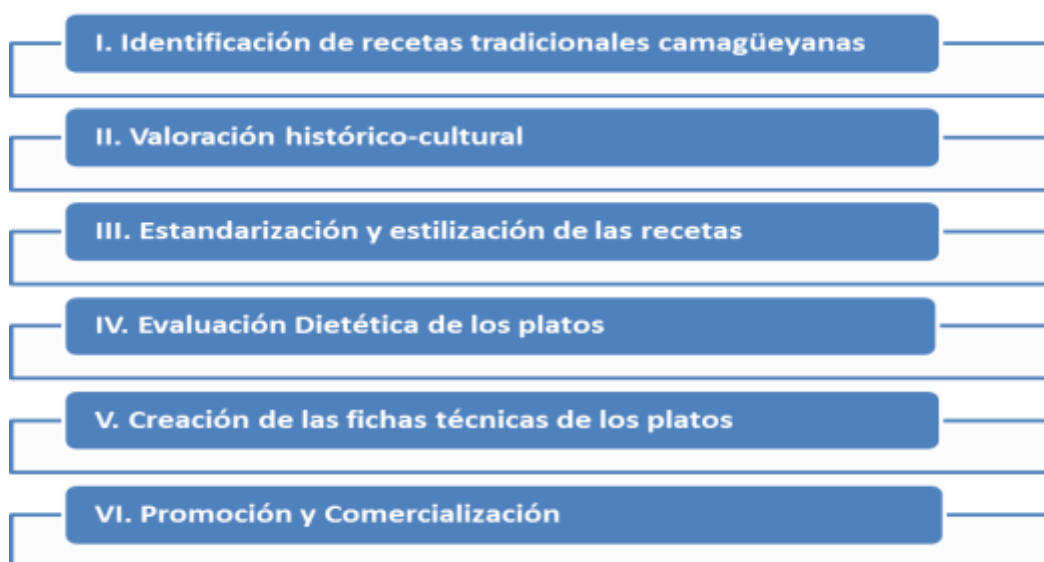 I. Identificación de recetas tradicionales camagüeyanas
II. Valoración histórico-cultural
III. Estandarización y estilización de las recetas
IV. Evaluación Dietética de los platos
V. Creación de las fichas técnicas de los platos
VI. Promoción y Comercialización